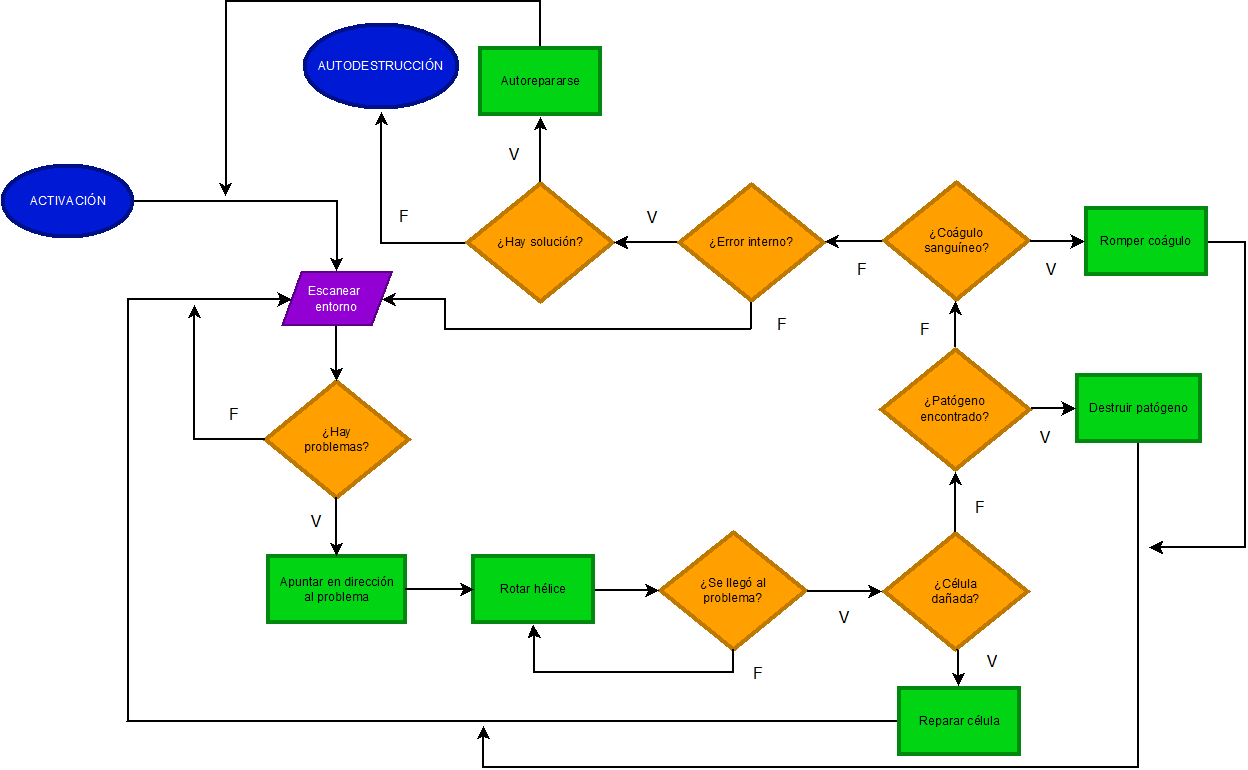 AUTODESTRUCCIÓN
Autorepararse
V
ACTIVACIÓN
F
¿Hay solución?
V
¿Error interno?
F
¿Coágulo
sanguíneo?
V
Romper coágulo
Escanear
entorno
F
F
¿Patógeno
encontrado?
V
Destruir patógeno
F
¿Hay
problemas?
V
F
Apuntar en dirección
al problema
Rotar hélice
¿Se llegó al
problema?
V
F
¿Célula
dañada?
V
Reparar célula